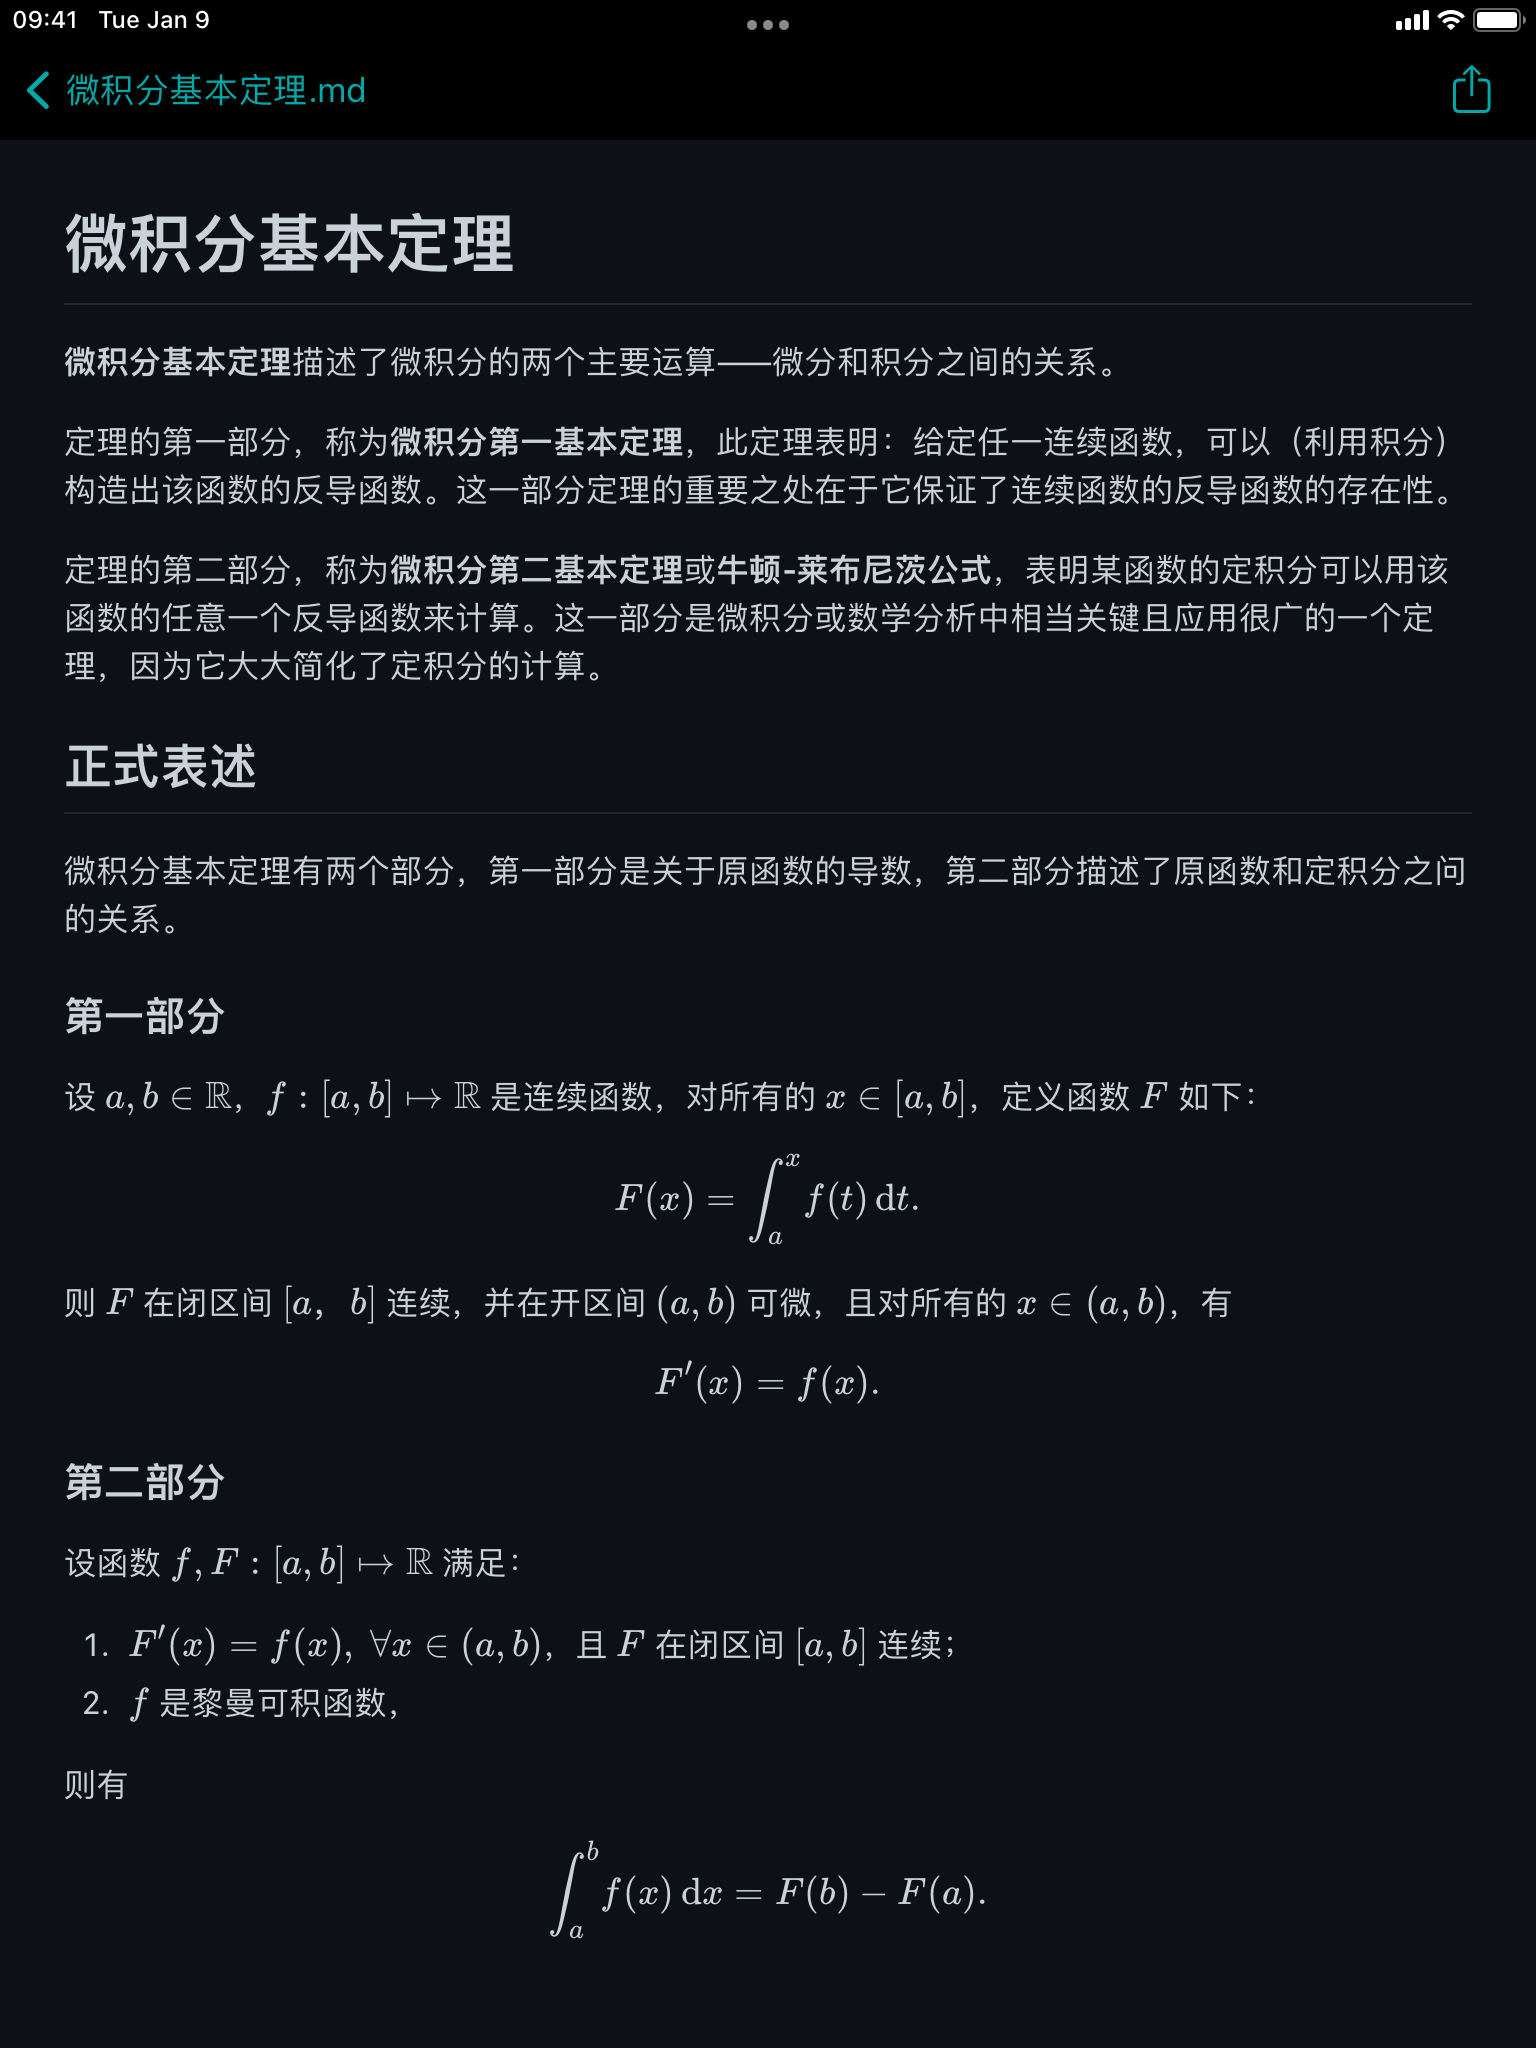 09:41 Tue Jan 9
微积分基本定理.md
微积分基本定理
微积分基本定理描述了微积分的两个主要运算——微分和积分之间的关系。
定理的第一部分，称为微积分第一基本定理，此定理表明：给定任一连续函数，可以（利用积分）
构造出该函数的反导函数。这一部分定理的重要之处在于它保证了连续函数的反导函数的存在性。
定理的第二部分，称为微积分第二基本定理或牛顿-莱布尼茨公式，表明某函数的定积分可以用该
函数的任意一个反导函数来计算。这一部分是微积分或数学分析中相当关键且应用很广的一个定
理，因为它大大简化了定积分的计算。
正式表述
微积分基本定理有两个部分，第一部分是关于原函数的导数，第二部分描述了原函数和定积分之问
的关系。
第一部分
设 a, b ∈ ℝ，f : [a, b] ↦ ℝ 是连续函数，对所有的 x ∈ [a, b]，定义函数 F 如下：
F(x) = ∫ₐˣ f(t) dt.
则 F 在闭区间 [a，b] 连续，并在开区间 (a, b) 可微，且对所有的 x ∈ (a, b)，有
F′(x) = f(x).
第二部分
设函数 f, F : [a, b] ↦ ℝ 满足：
1. F′(x) = f(x), ∀x ∈ (a, b)，且 F 在闭区间 [a, b] 连续；
2. f 是黎曼可积函数，
则有
∫ₐᵇ f(x) dx = F(b) − F(a).